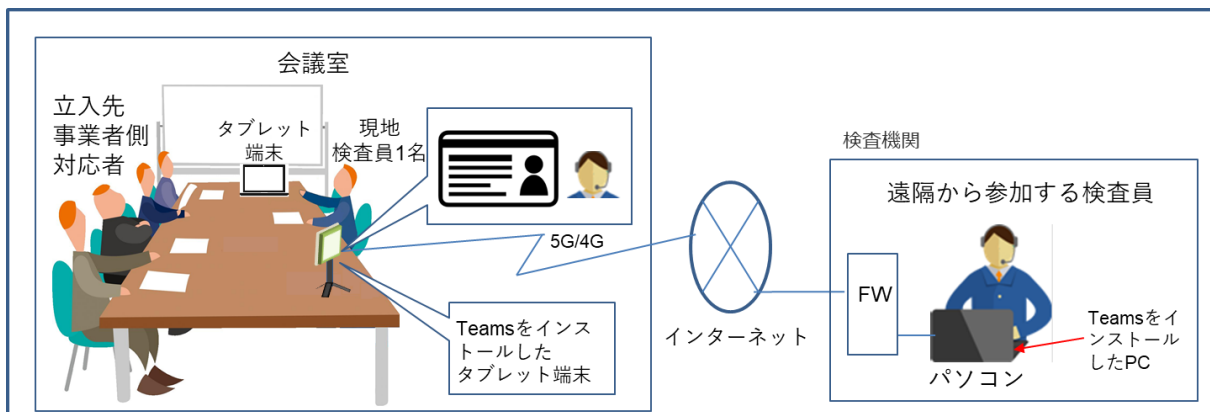 会議室
立入先
事業者側
対応者
タブレット
端末
現地
検査員1名
5G/4G
Teamsをインス
トールした
タブレット端末
インターネット
検査機関
遠隔から参加する検査員
FW
パソコン
Teamsをイ
ンストール
したPC